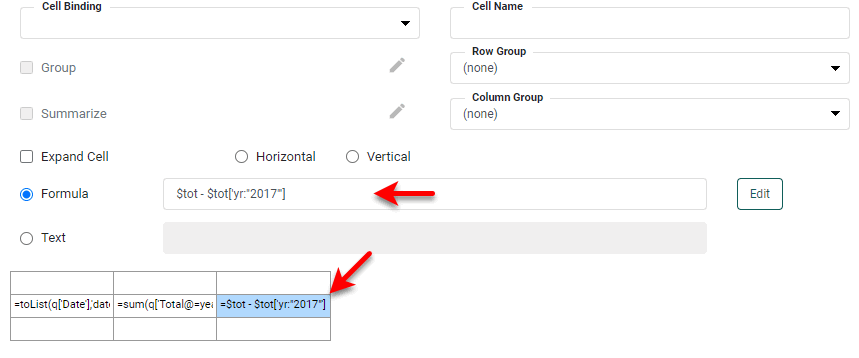 Cell Binding
Cell Name
Group
Row Group
(none)
Summarize
Column Group
(none)
Expand Cell
Horizontal
Vertical
Formula
$tot - $tot['yr:"2017"']
Edit
Text
=toList(q['Date'],'date
=sum(q['Total@=yea
=$tot - $tot['yr:"2017"']